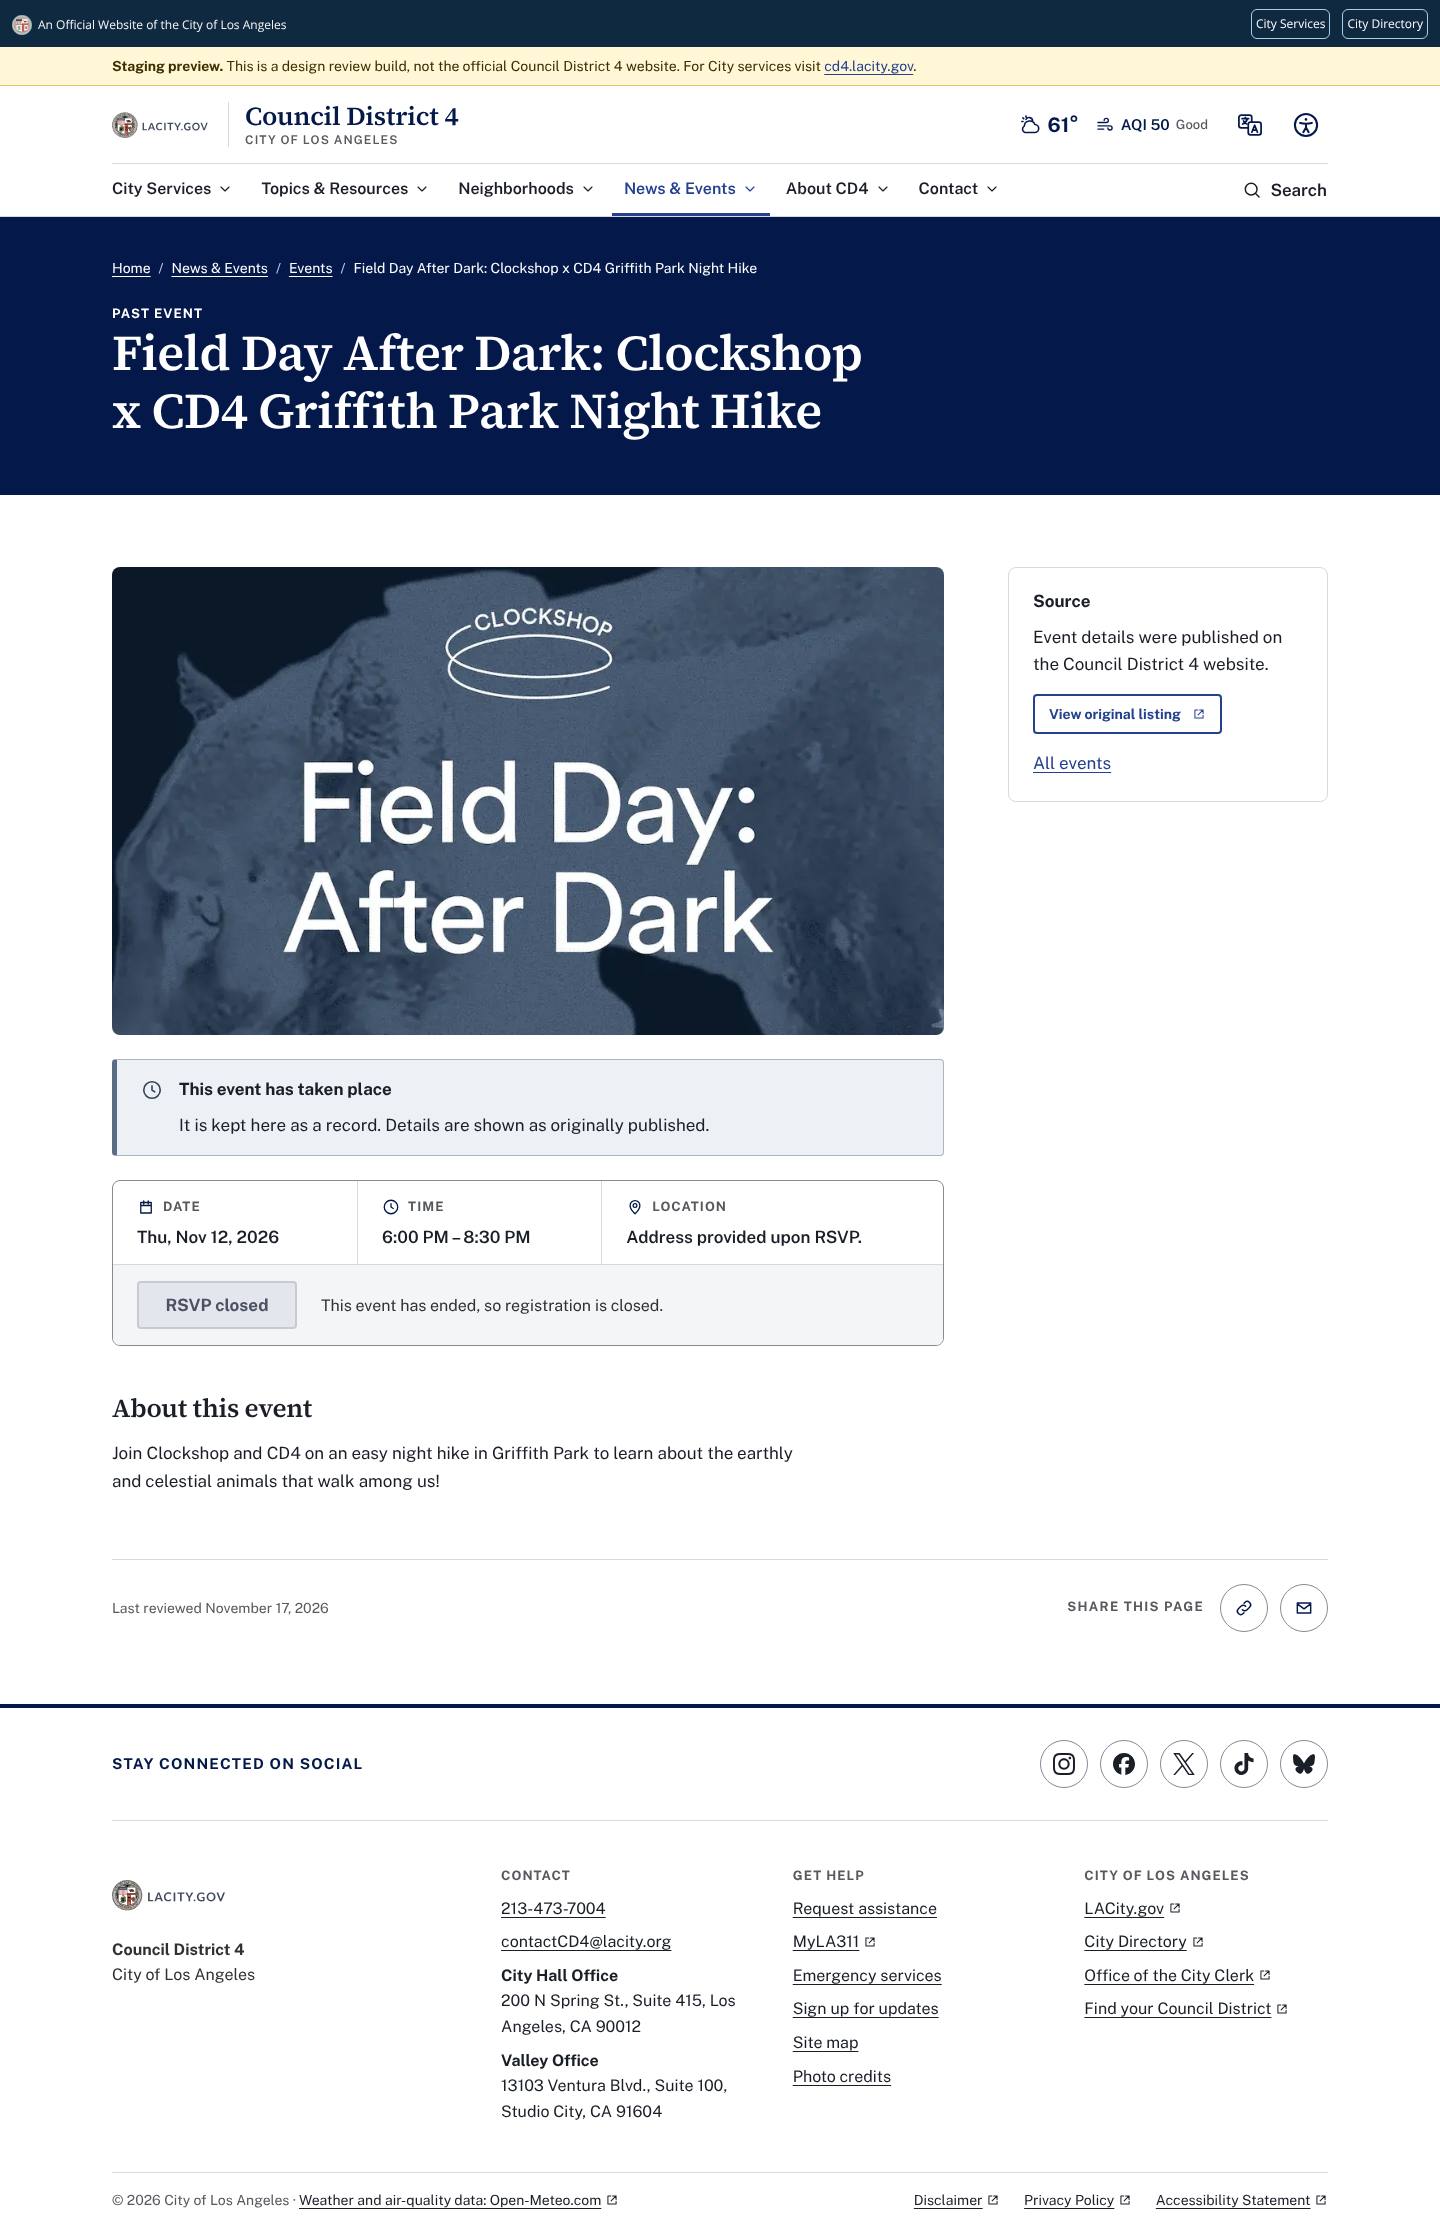 An Official Website of the City of Los Angeles
City Services
City Directory
Staging preview. This is a design review build, not the official Council District 4 website. For City services visit cd4.lacity.gov.
LACITY.GOV
Council District 4
CITY OF LOS ANGELES
61°
AQI 50 Good
City Services
Topics & Resources
Neighborhoods
News & Events
About CD4
Contact
Search
Home / News & Events / Events / Field Day After Dark: Clockshop x CD4 Griffith Park Night Hike
PAST EVENT
Field Day After Dark: Clockshop
x CD4 Griffith Park Night Hike
CLOCKSHOP
Field Day:
After Dark
Source
Event details were published on
the Council District 4 website.
View original listing
All events
This event has taken place
It is kept here as a record. Details are shown as originally published.
DATE
Thu, Nov 12, 2026
TIME
6:00 PM – 8:30 PM
LOCATION
Address provided upon RSVP.
RSVP closed
This event has ended, so registration is closed.
About this event
Join Clockshop and CD4 on an easy night hike in Griffith Park to learn about the earthly
and celestial animals that walk among us!
Last reviewed November 17, 2026
SHARE THIS PAGE
STAY CONNECTED ON SOCIAL
LACITY.GOV
Council District 4
City of Los Angeles
CONTACT
213-473-7004
contactCD4@lacity.org
City Hall Office
200 N Spring St., Suite 415, Los
Angeles, CA 90012
Valley Office
13103 Ventura Blvd., Suite 100,
Studio City, CA 91604
GET HELP
Request assistance
MyLA311
Emergency services
Sign up for updates
Site map
Photo credits
CITY OF LOS ANGELES
LACity.gov
City Directory
Office of the City Clerk
Find your Council District
© 2026 City of Los Angeles · Weather and air-quality data: Open-Meteo.com
Disclaimer
Privacy Policy
Accessibility Statement